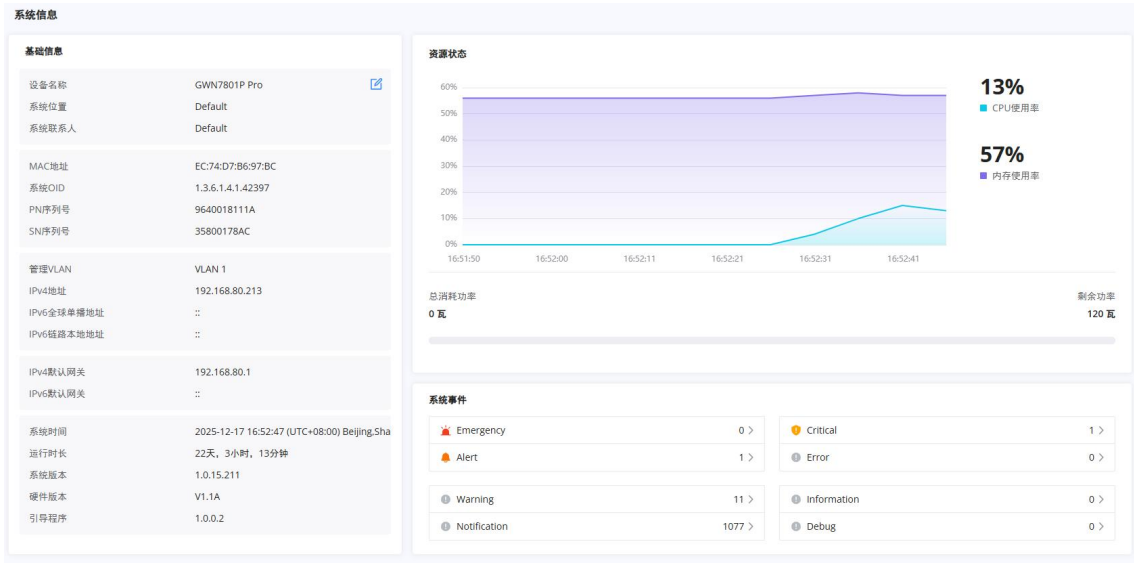 系统信息
基础信息
设备名称 GWN7801P Pro
系统位置 Default
系统联系人 Default
MAC地址 EC:74:D7:B6:97:BC
系统OID 1.3.6.1.4.1.42397
PN序列号 9640018111A
SN序列号 35800178AC
管理VLAN VLAN 1
IPv4地址 192.168.80.213
IPv6全球单播地址 ::
IPv6链路本地地址 ::
IPv4默认网关 192.168.80.1
IPv6默认网关 ::
系统时间 2025-12-17 16:52:47 (UTC+08:00) Beijing,Sha
运行时长 22天，3小时，13分钟
系统版本 1.0.15.211
硬件版本 V1.1A
引导程序 1.0.0.2
资源状态
60%
50%
40%
30%
20%
10%
0%
16:51:50 16:52:00 16:52:11 16:52:21 16:52:31 16:52:41
13%
CPU使用率
57%
内存使用率
总消耗功率 剩余功率
0 瓦 120 瓦
系统事件
Emergency 0 >
Critical 1 >
Alert 1 >
Error 0 >
Warning 11 >
Information 0 >
Notification 1077 >
Debug 0 >